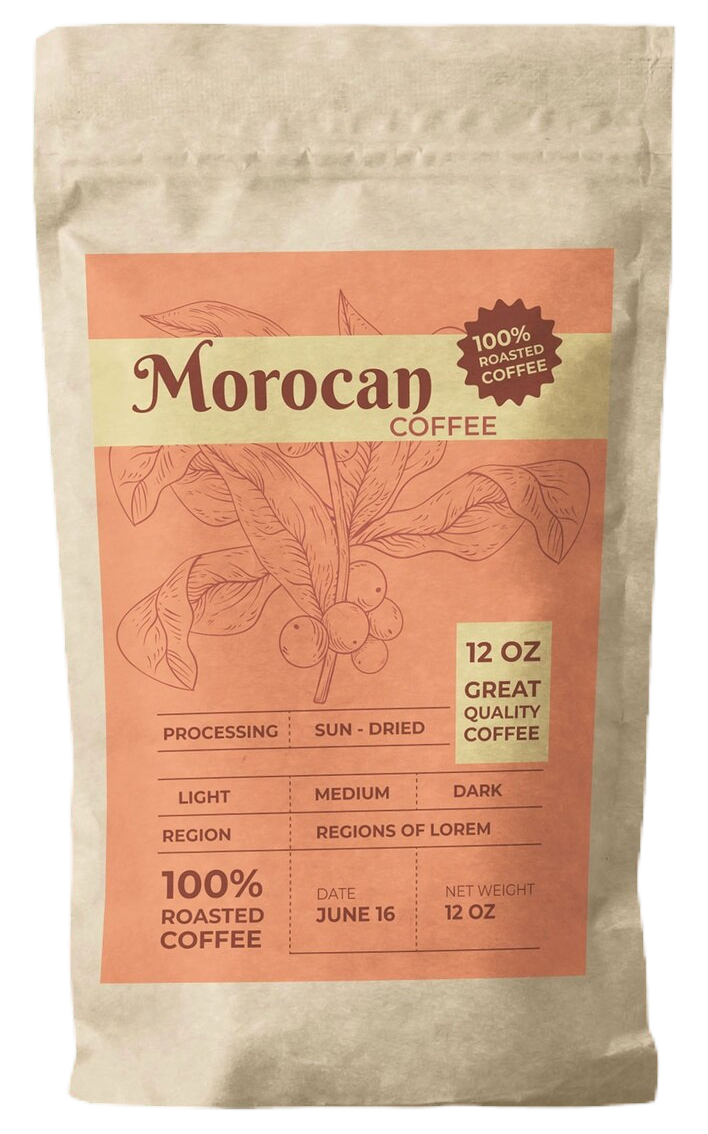 Morocan
COFFEE
100%
ROASTED
COFFEE
12 OZ
GREAT
QUALITY
COFFEE
PROCESSING SUN - DRIED
LIGHT MEDIUM DARK
REGION REGIONS OF LOREM
100%
ROASTED
COFFEE
DATE
JUNE 16
NET WEIGHT
12 OZ